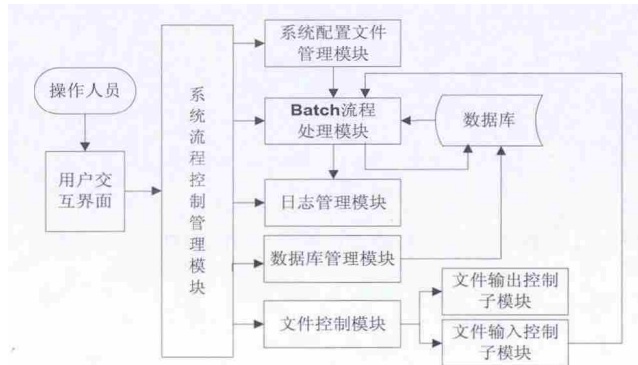 系统配置文件
管理模块
操作人员
Batch流程
处理模块
数据库
用户交
互界面
系统流程控制管理模块
日志管理模块
数据库管理模块
文件输出控制
子模块
文件控制模块
文件输入控制
子模块